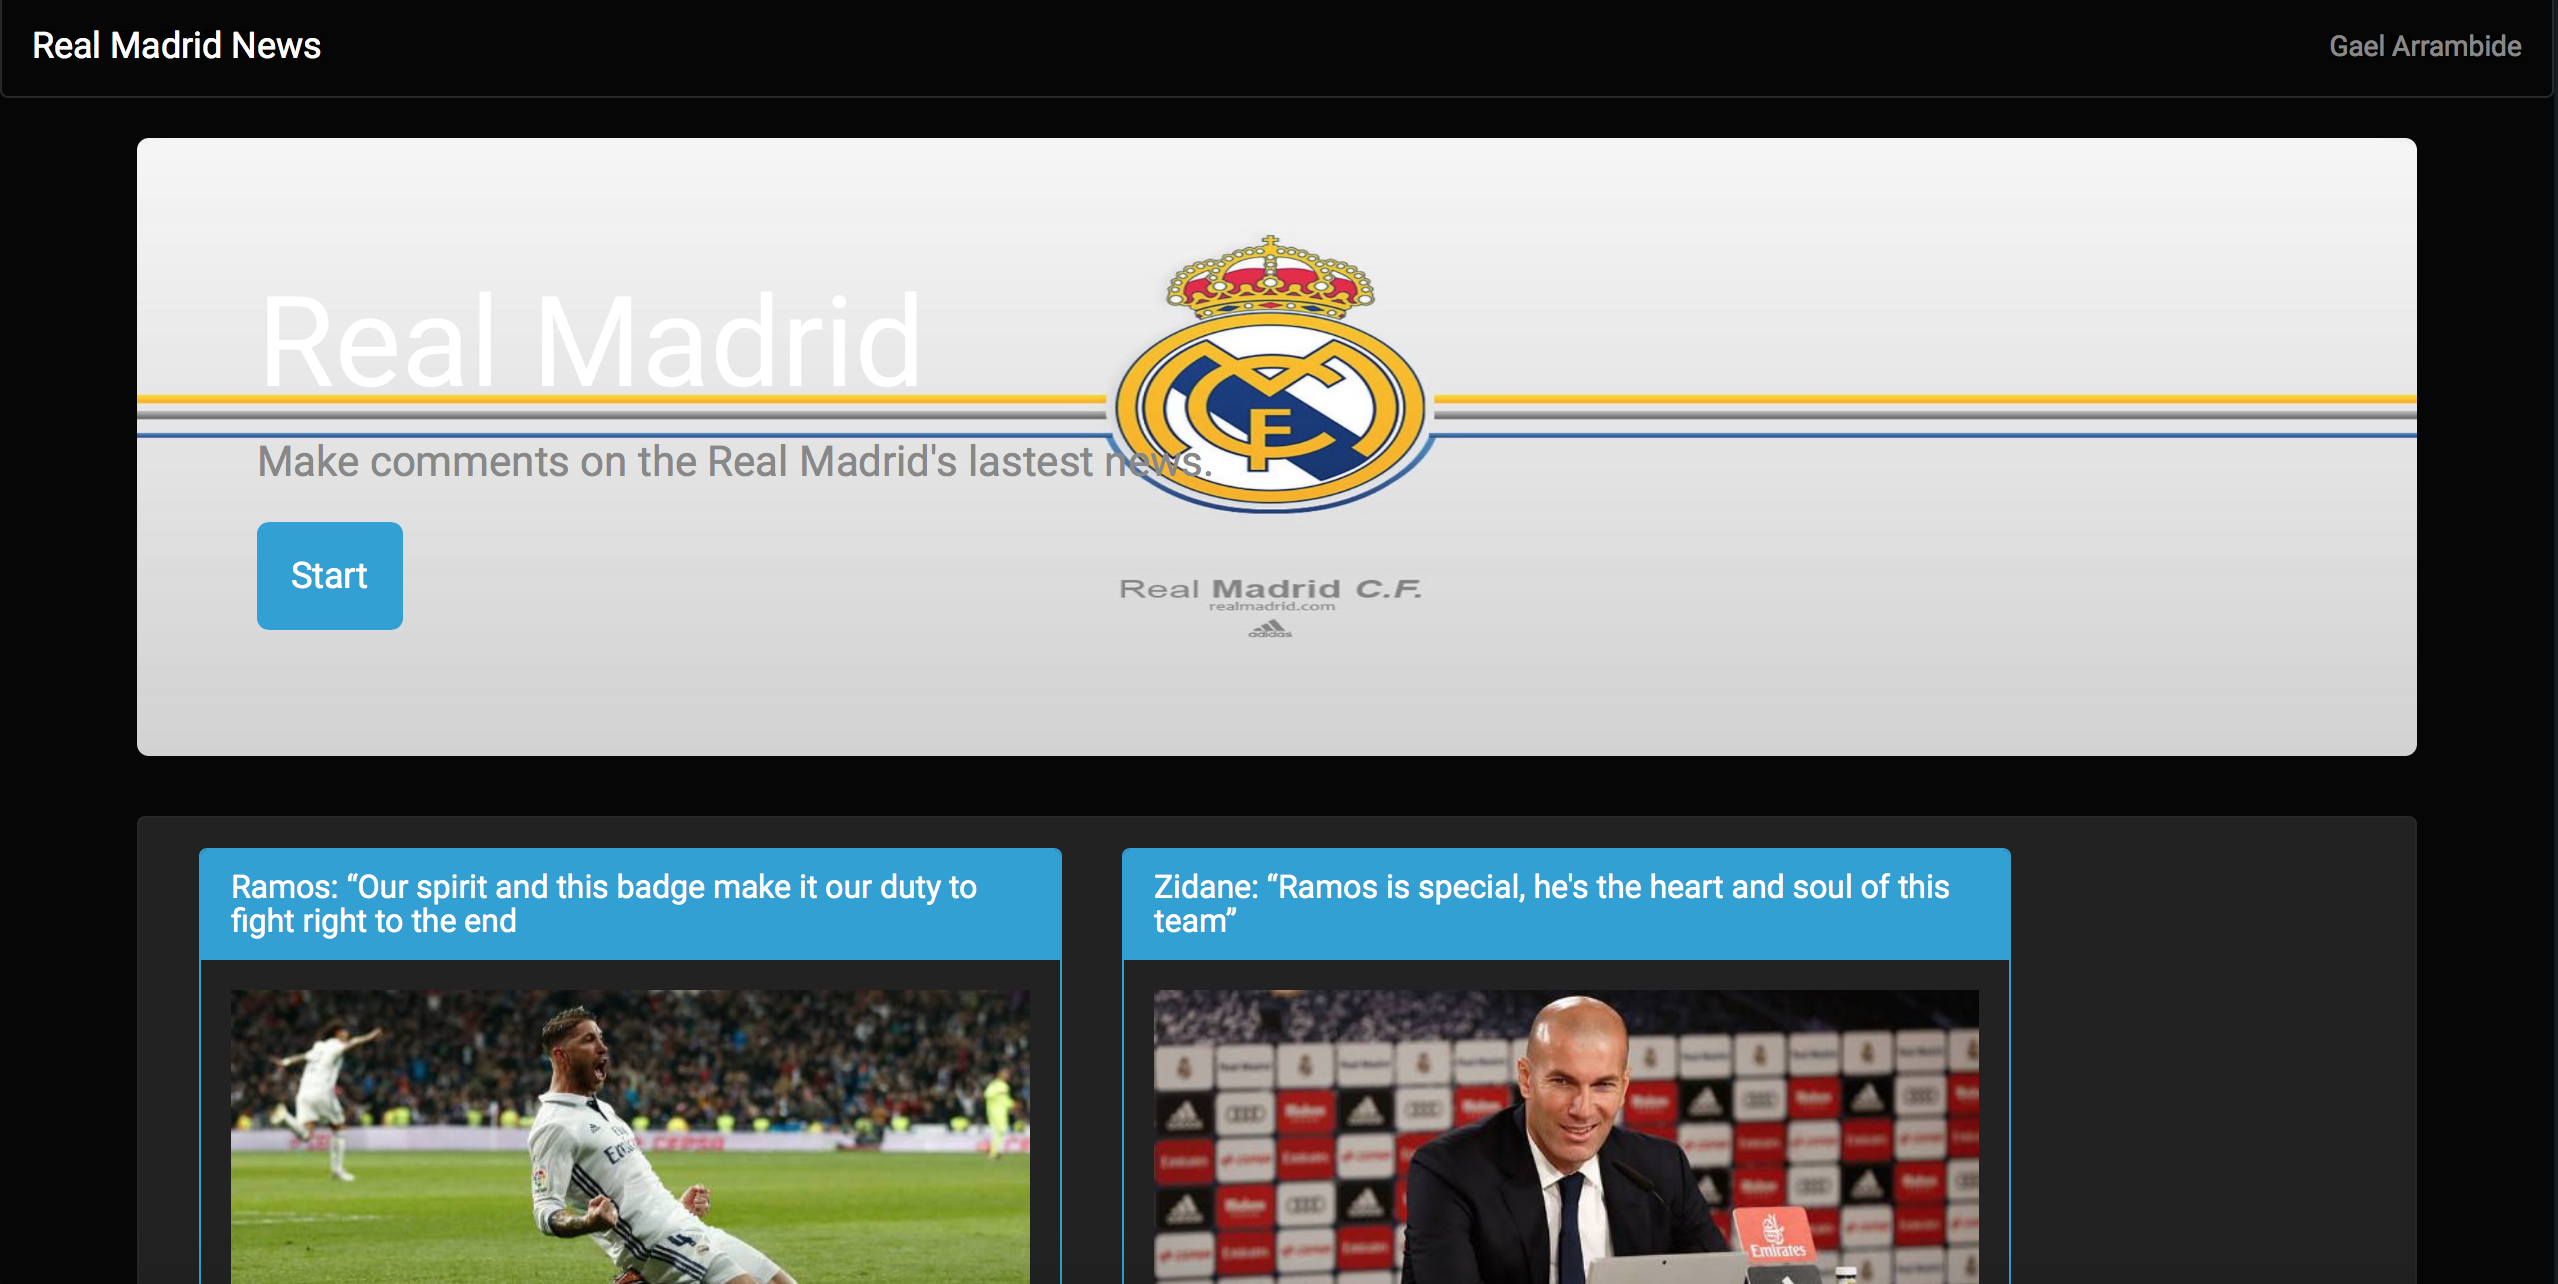 Real Madrid News
Gael Arrambide
Real Madrid
Make comments on the Real Madrid's lastest news.
Start
Real Madrid C.F.
realmadrid.com
adidas
Ramos: “Our spirit and this badge make it our duty to
fight right to the end
Zidane: “Ramos is special, he's the heart and soul of this
team”
CEPSA
4
Emirates